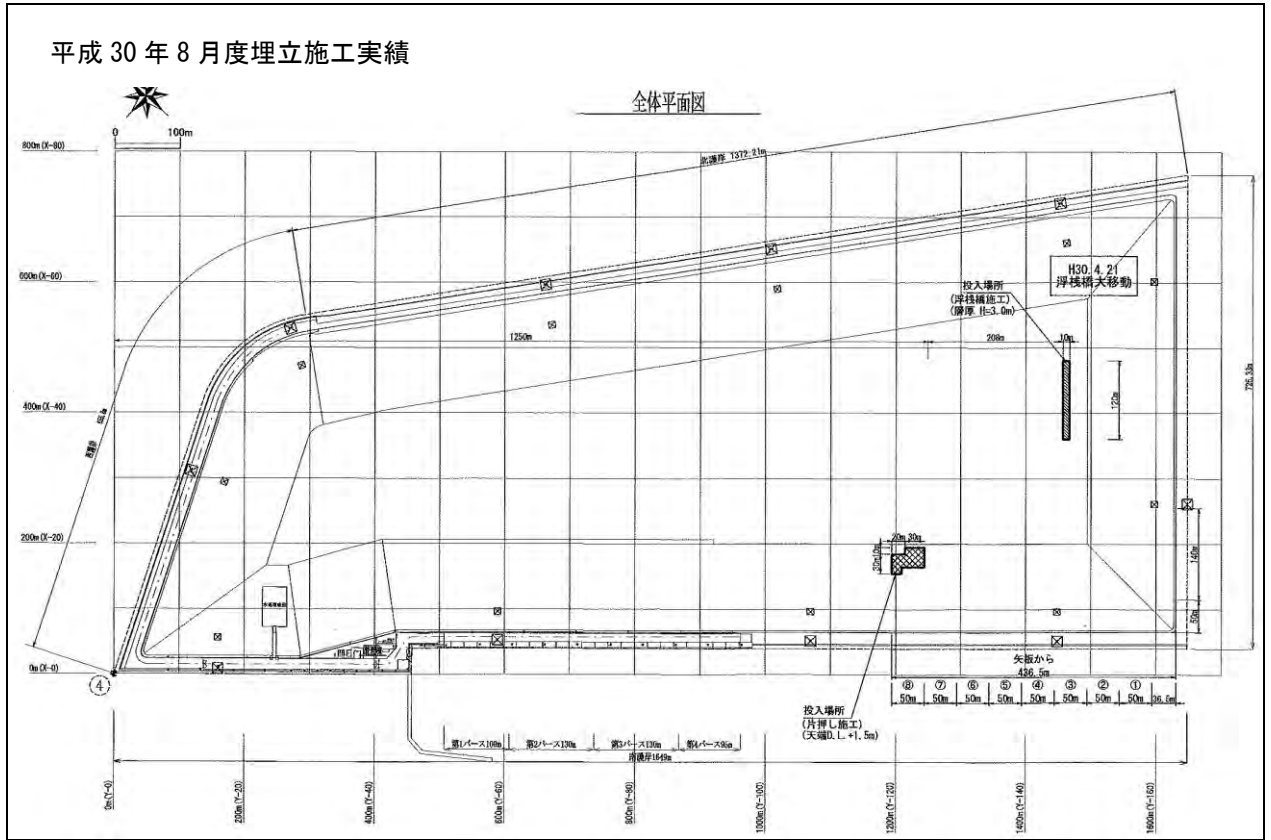 平成 30 年 8 月度埋立施工実績
全体平面図
0 100m
800m(X-80)
600m(X-60)
400m(X-40)
200m(X-20)
0m(X-0)
北護岸 1372.21m
西護岸
H30.4.21
浮桟橋大移動
投入場所
(浮桟橋施工)
(層厚 H=3.0m)
1250m
208m
10m
120m
726.33m
20m 30m
10m
30m
140m
50m
④
矢板から
436.5m
⑧ ⑦ ⑥ ⑤ ④ ③ ② ①
50m 50m 50m 50m 50m 50m 50m 50m 36.5m
投入場所
(片押し施工)
(天端D.L.+1.5m)
第1バース100m 第2バース130m 第3バース130m 第4バース95m
南護岸1649m
0m(Y-0)
200m(Y-20)
400m(Y-40)
600m(Y-60)
800m(Y-80)
1000m(Y-100)
1200m(Y-120)
1400m(Y-140)
1600m(Y-160)